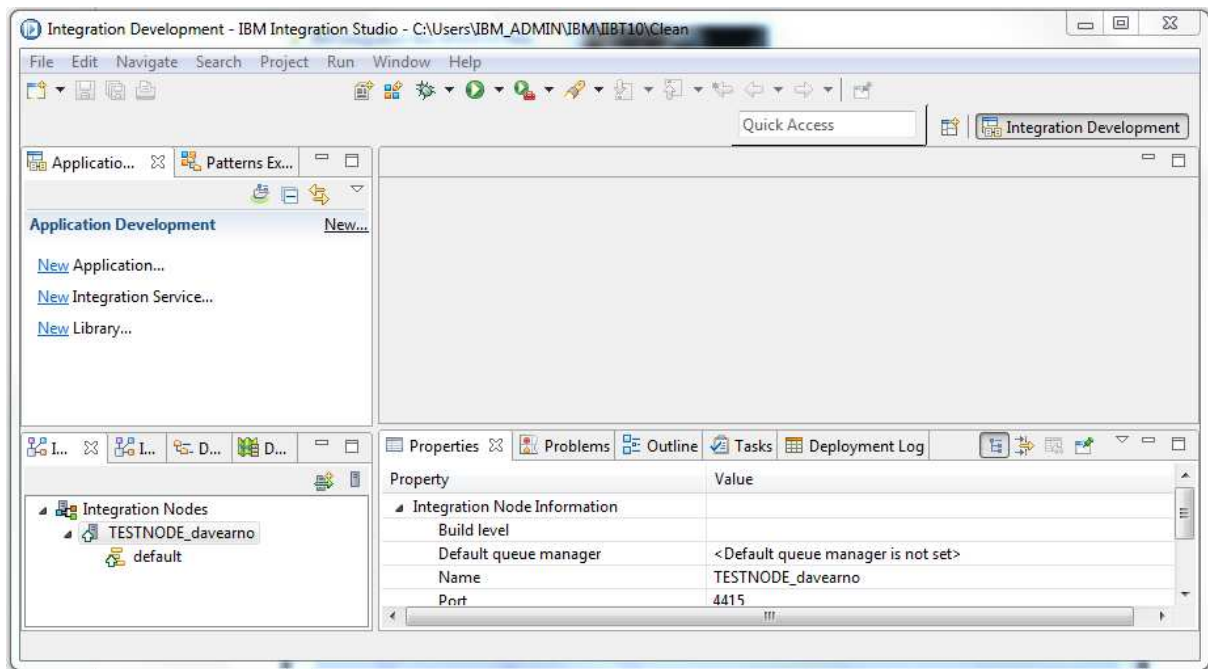 Integration Development - IBM Integration Studio - C:\Users\IBM_ADMIN\IBM\IIBT10\Clean
File Edit Navigate Search Project Run Window Help
Quick Access
Integration Development
Applicatio... Patterns Ex...
Application Development New...
New Application...
New Integration Service...
New Library...
I... I... D... D...
Integration Nodes
TESTNODE_davearno
default
Properties Problems Outline Tasks Deployment Log
Property Value
Integration Node Information
Build level
Default queue manager <Default queue manager is not set>
Name TESTNODE_davearno
Port 4415